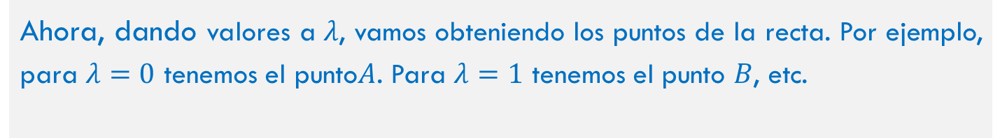 Ahora, dando valores a λ, vamos obteniendo los puntos de la recta. Por ejemplo,
para λ = 0 tenemos el puntoA. Para λ = 1 tenemos el punto B, etc.